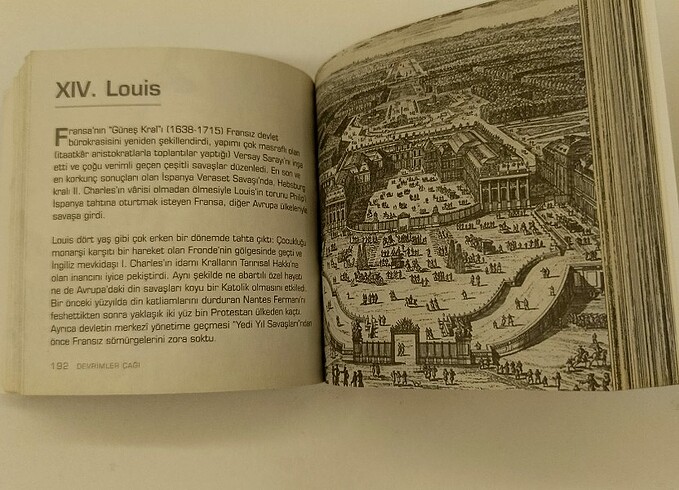 XIV. Louis
Fransa'nın "Güneş Kral"ı (1638-1715) Fransız devlet
bürokrasisini yeniden şekillendirdi, yapımı çok masraflı olan
(itaatkâr aristokratlarla toplantılar yaptığı) Versay Sarayı'nı inşa
etti ve çoğu verimli geçen çeşitli savaşlar düzenledi. En son ve
en korkunç sonuçları olan İspanya Veraset Savaşı'nda, Habsburg
kralı II. Charles'ın vârisi olmadan ölmesiyle Louis'in torunu Philip'i
İspanya tahtına oturtmak isteyen Fransa, diğer Avrupa ülkeleriyle
savaşa girdi.
Louis dört yaş gibi çok erken bir dönemde tahta çıktı: Çocukluğu
monarşi karşıtı bir hareket olan Fronde'nin gölgesinde geçti ve
İngiliz mevkidaşı I. Charles'ın idamı Kralların Tanrısal Hakkı'na
olan inancını iyice pekiştirdi. Aynı şekilde ne abartılı özel hayatı
ne de Avrupa'daki din savaşları koyu bir Katolik olmasını etkiledi.
Bir önceki yüzyılda din katliamlarını durduran Nantes Fermanı'nı
feshettikten sonra yaklaşık iki yüz bin Protestan ülkeden kaçtı.
Ayrıca devletin merkezî yönetime geçmesi "Yedi Yıl Savaşları"ndan
önce Fransız sömürgelerini zora soktu.
192 DEVRİMLER ÇAĞI